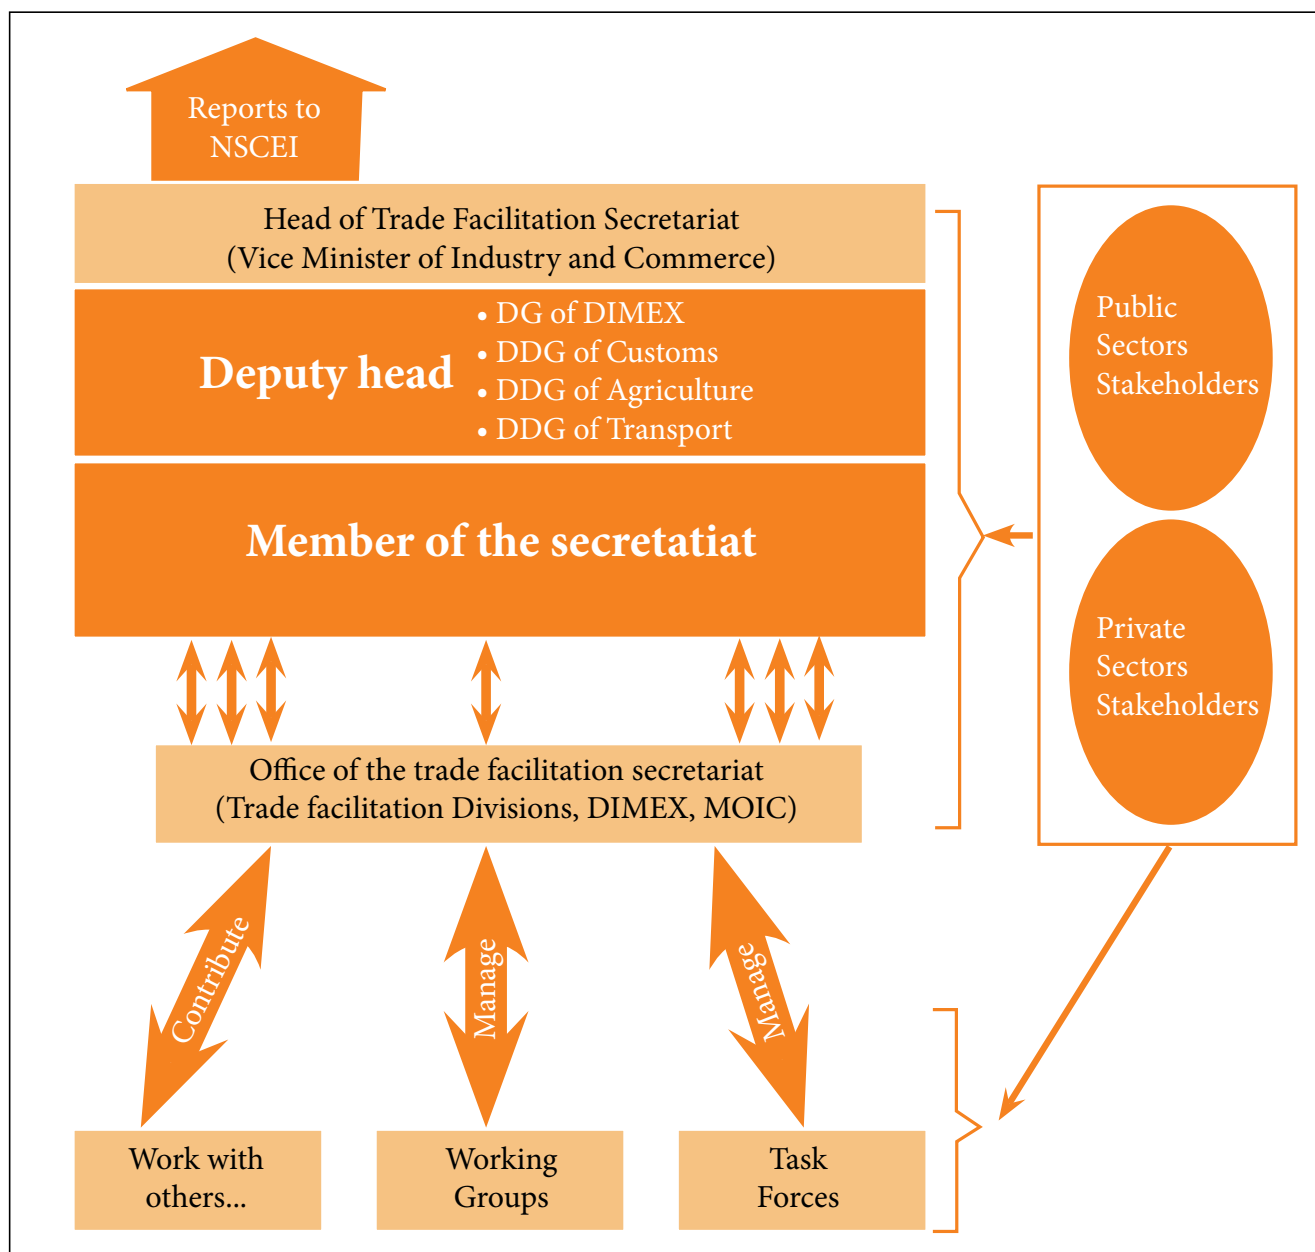 Reports to
NSCEI
Head of Trade Facilitation Secretariat
(Vice Minister of Industry and Commerce)
Deputy head
• DG of DIMEX
• DDG of Customs
• DDG of Agriculture
• DDG of Transport
Member of the secretatiat
Public
Sectors
Stakeholders
Private
Sectors
Stakeholders
Office of the trade facilitation secretariat
(Trade facilitation Divisions, DIMEX, MOIC)
Contribute
Manage
Manage
Work with
others...
Working
Groups
Task
Forces